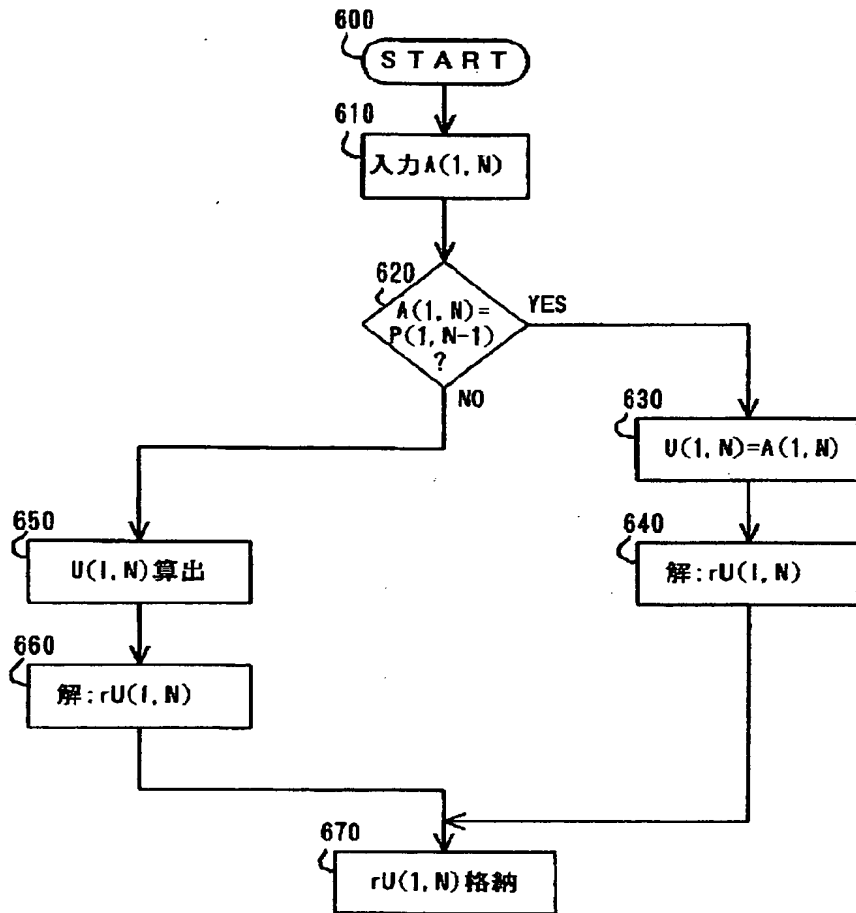 600
START
610
入力A(1,N)
620
A(1,N)=
P(1,N-1)
?
YES
NO
630
U(1,N)=A(1,N)
640
解:rU(1,N)
650
U(1,N)算出
660
解:rU(1,N)
670
rU(1,N)格納